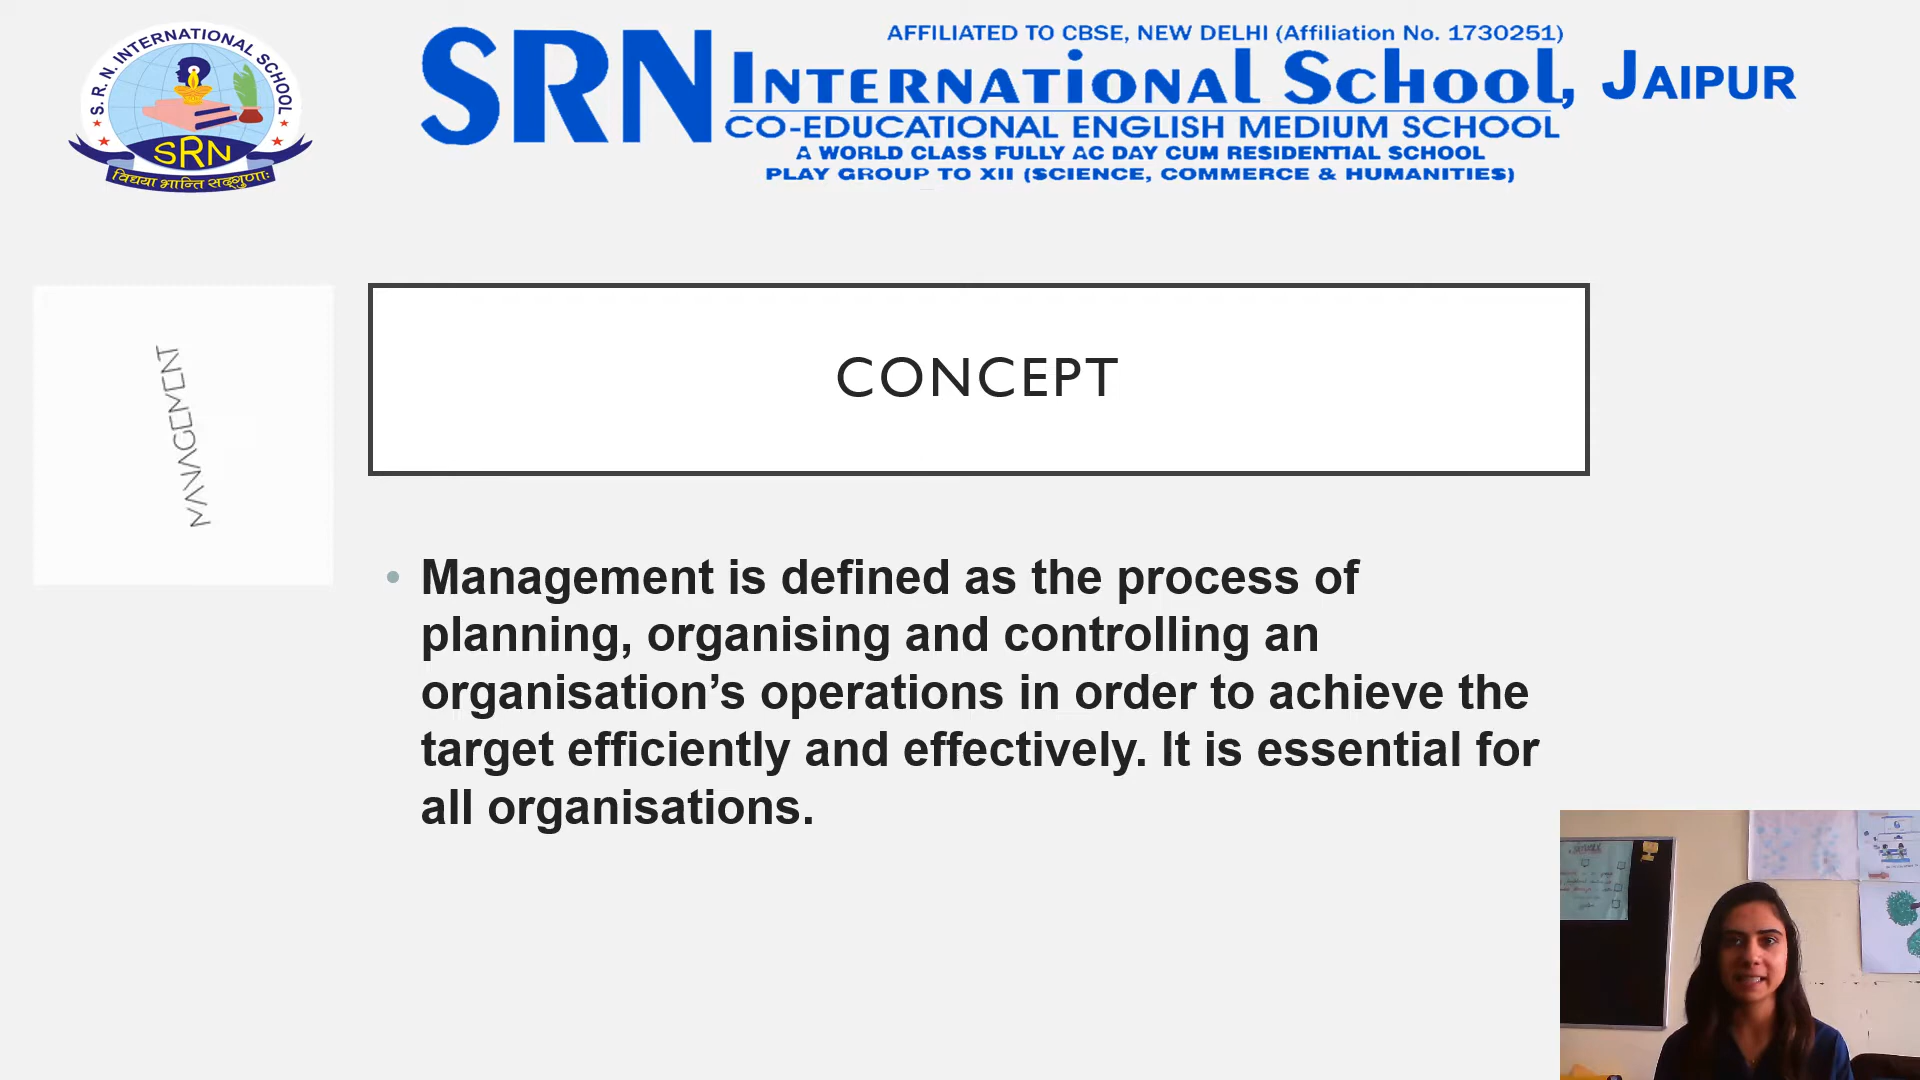 S. R. N. INTERNATIONAL SCHOOL
SRN
विद्यया भान्ति सद्गुणाः
AFFILIATED TO CBSE, NEW DELHI (Affiliation No. 1730251)
SRN INTERNATIONAL SCHOOL, JAIPUR
CO-EDUCATIONAL ENGLISH MEDIUM SCHOOL
A WORLD CLASS FULLY AC DAY CUM RESIDENTIAL SCHOOL
PLAY GROUP TO XII (SCIENCE, COMMERCE & HUMANITIES)
MANAGEMENT
CONCEPT
• Management is defined as the process of
planning, organising and controlling an
organisation’s operations in order to achieve the
target efficiently and effectively. It is essential for
all organisations.